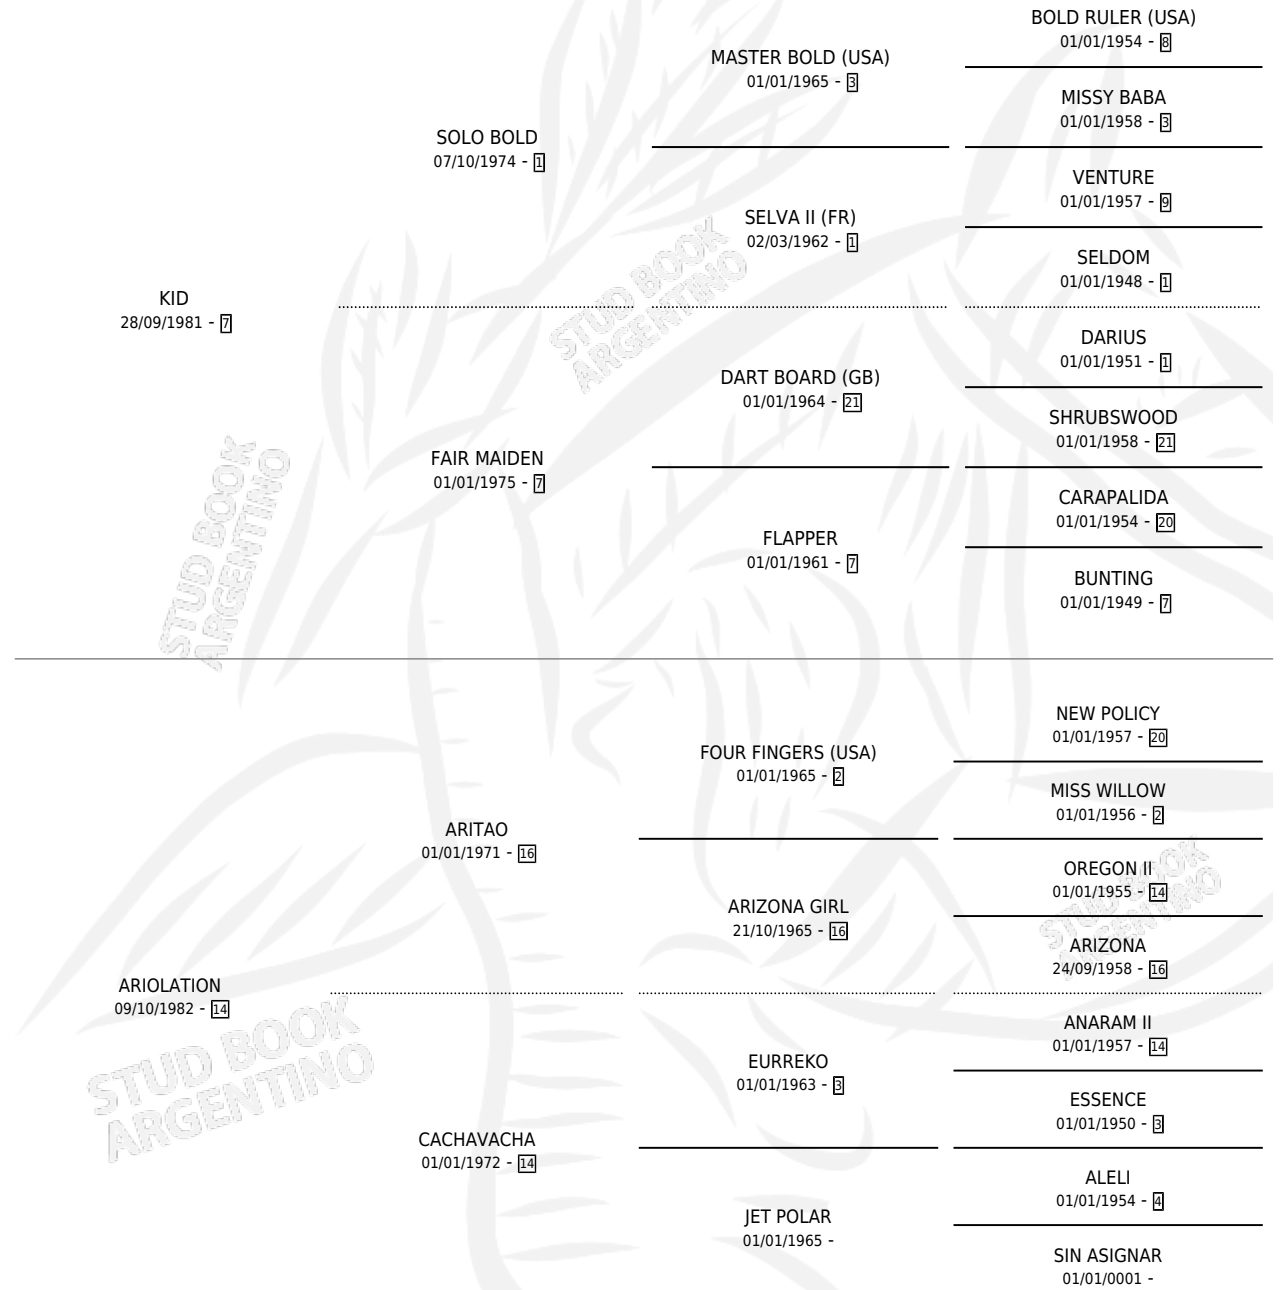 BOLD RULER (USA)
01/01/1954 - 8
MASTER BOLD (USA)
01/01/1965 - 3
MISSY BABA
01/01/1958 - 3
SOLO BOLD
07/10/1974 - 1
VENTURE
01/01/1957 - 9
SELVA II (FR)
02/03/1962 - 1
SELDOM
01/01/1948 - 1
KID
28/09/1981 - 7
DARIUS
01/01/1951 - 1
DART BOARD (GB)
01/01/1964 - 21
SHRUBSWOOD
01/01/1958 - 21
FAIR MAIDEN
01/01/1975 - 7
CARAPALIDA
01/01/1954 - 20
FLAPPER
01/01/1961 - 7
BUNTING
01/01/1949 - 7
STUD BOOK
ARGENTINO
STUD BOOK
ARGENTINO
NEW POLICY
01/01/1957 - 20
FOUR FINGERS (USA)
01/01/1965 - 2
MISS WILLOW
01/01/1956 - 2
ARITAO
01/01/1971 - 16
OREGON II
01/01/1955 - 14
ARIZONA GIRL
21/10/1965 - 16
ARIZONA
24/09/1958 - 16
ARIOLATION
09/10/1982 - 14
ANARAM II
01/01/1957 - 14
EURREKO
01/01/1963 - 3
ESSENCE
01/01/1950 - 3
CACHAVACHA
01/01/1972 - 14
ALELI
01/01/1954 - 4
JET POLAR
01/01/1965 -
SIN ASIGNAR
01/01/0001 -
STUD BOOK
ARGENTINO
STUD BOOK
ARGENTINO